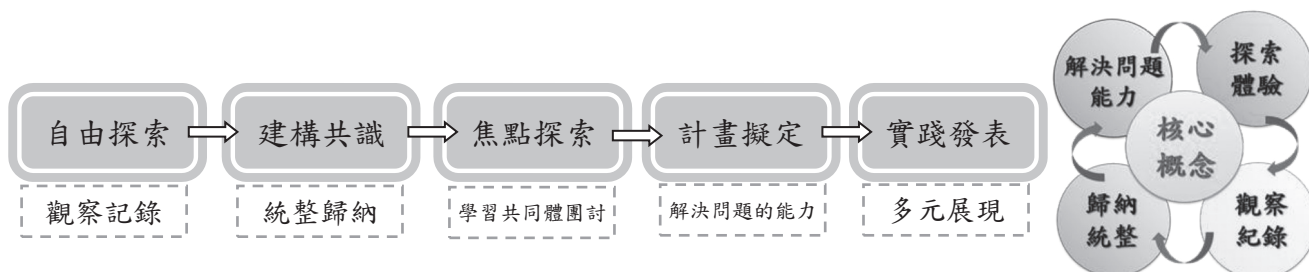 自由探索
建構共識
焦點探索
計畫擬定
實踐發表
觀察記錄
統整歸納
學習共同體團討
解決問題的能力
多元展現
解決問題
能力
探索
體驗
核心
概念
歸納
統整
觀察
紀錄